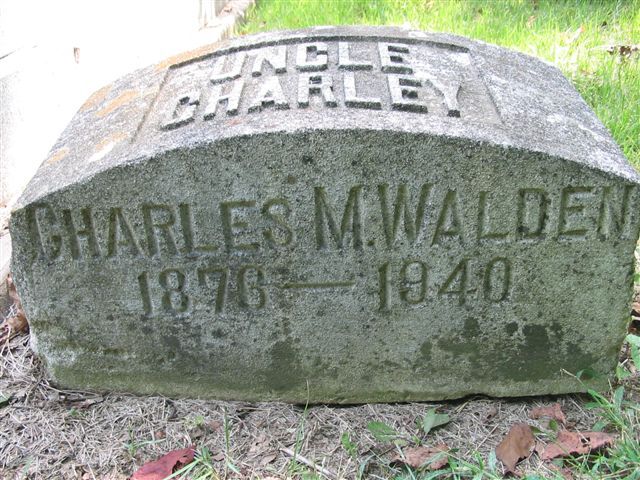 UNCLE
CHARLEY
CHARLES M. WALDEN
1876 — 1940